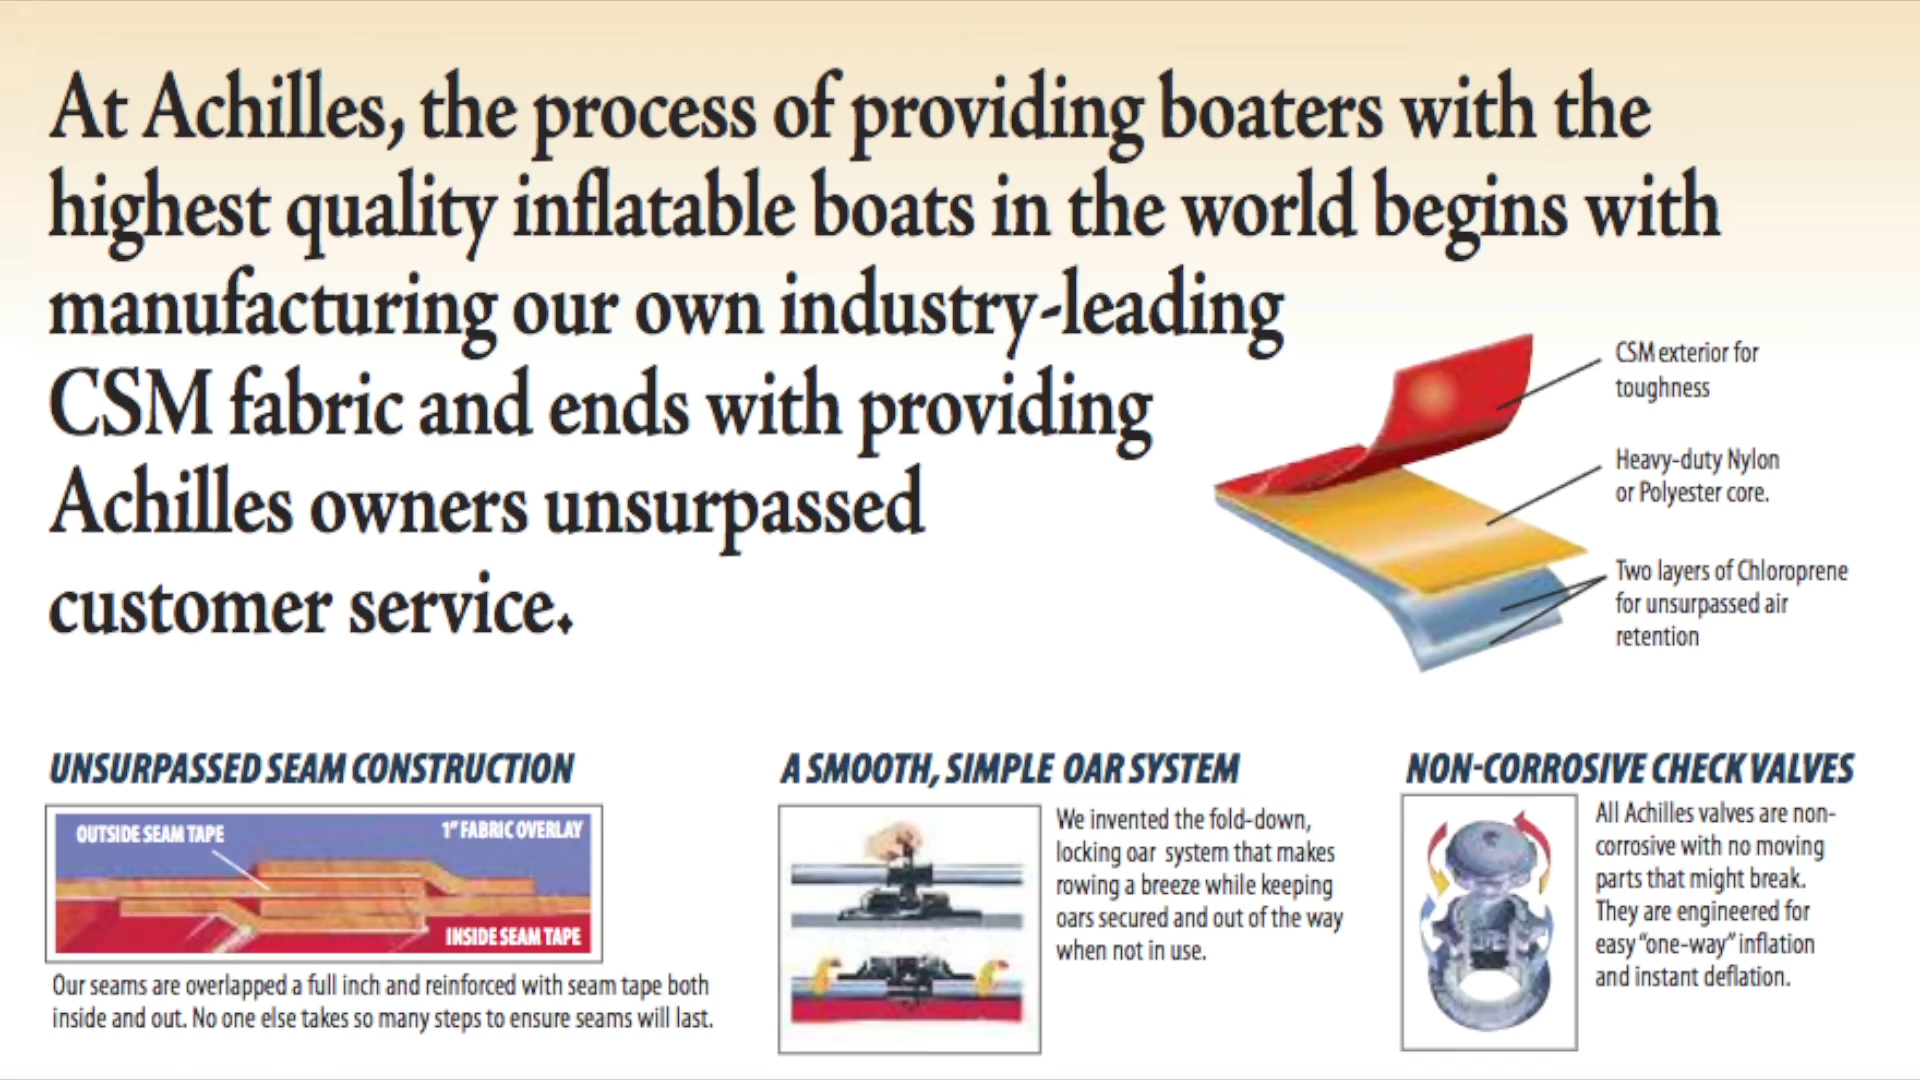 At Achilles, the process of providing boaters with the
highest quality inflatable boats in the world begins with
manufacturing our own industry-leading
CSM fabric and ends with providing
Achilles owners unsurpassed
customer service.
CSM exterior for
toughness
Heavy-duty Nylon
or Polyester core.
Two layers of Chloroprene
for unsurpassed air
retention
UNSURPASSED SEAM CONSTRUCTION
OUTSIDE SEAM TAPE
1" FABRIC OVERLAY
INSIDE SEAM TAPE
Our seams are overlapped a full inch and reinforced with seam tape both
inside and out. No one else takes so many steps to ensure seams will last.
A SMOOTH, SIMPLE OAR SYSTEM
We invented the fold-down,
locking oar system that makes
rowing a breeze while keeping
oars secured and out of the way
when not in use.
NON-CORROSIVE CHECK VALVES
All Achilles valves are non-
corrosive with no moving
parts that might break.
They are engineered for
easy “one-way” inflation
and instant deflation.